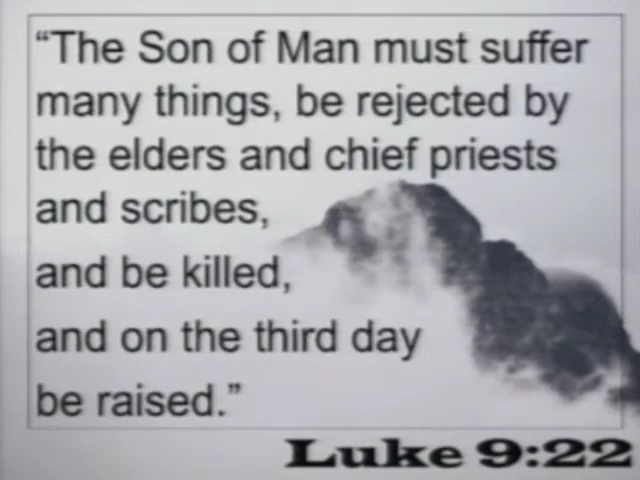 “The Son of Man must suffer
many things, be rejected by
the elders and chief priests
and scribes,
and be killed,
and on the third day
be raised.”
Luke 9:22